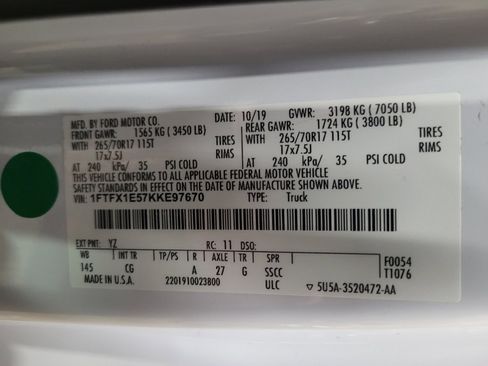 MFD. BY FORD MOTOR CO. DATE: 10/19 GVWR: 3198 KG ( 7050 LB)
FRONT GAWR: 1565 KG ( 3450 LB) REAR GAWR: 1724 KG ( 3800 LB)
WITH 265/70R17 115T TIRES WITH 265/70R17 115T TIRES
17x7.5J RIMS 17x7.5J RIMS
AT 240 kPa/ 35 PSI COLD AT 240 kPa/ 35 PSI COLD
THIS VEHICLE CONFORMS TO ALL APPLICABLE FEDERAL MOTOR VEHICLE
SAFETY STANDARDS IN EFFECT ON THE DATE OF MANUFACTURE SHOWN ABOVE.
VIN: 1FTFX1E57KKE97670 TYPE: Truck
EXT PNT: YZ RC: 11 DSO: F0054
WB INT TR TP/PS R AXLE TR SPR T1076
145 CG A 27 G SSCC
MADE IN U.S.A. 2201910023800 ULC 5U5A-3520472-AA